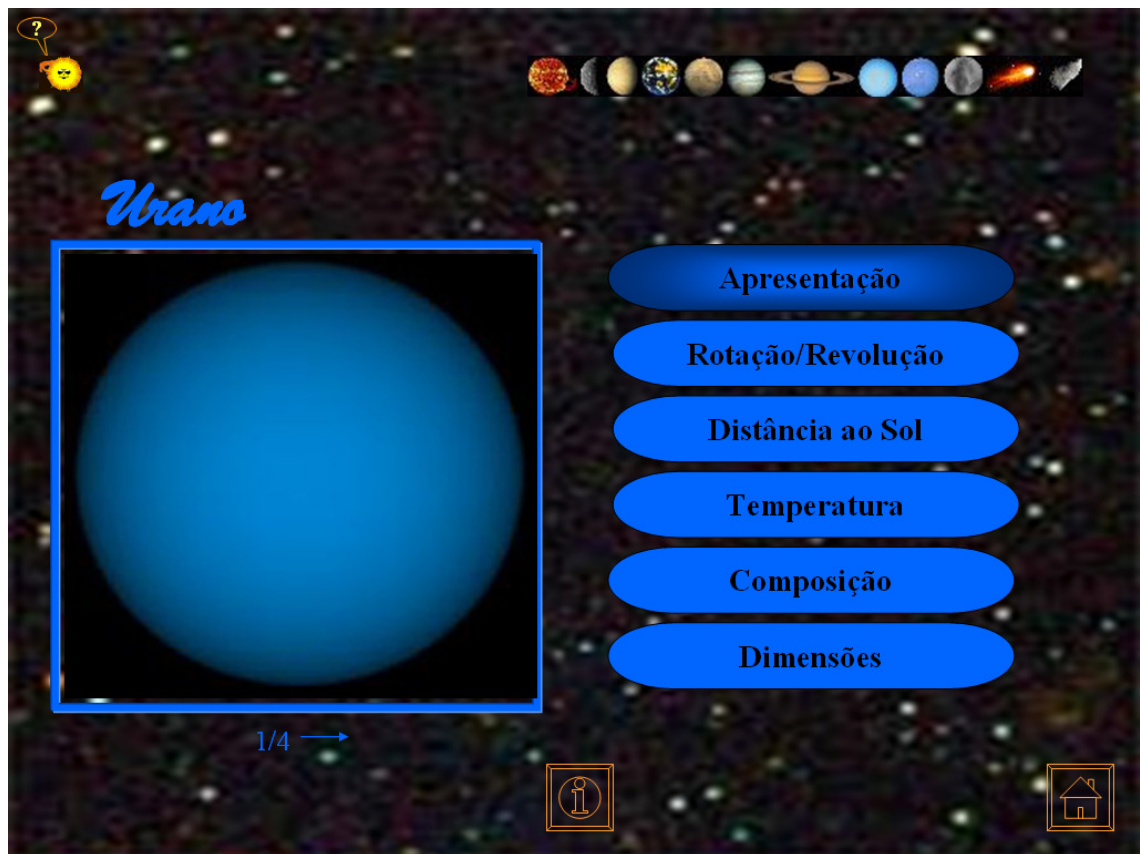 ?
Urano
Apresentação
Rotação/Revolução
Distância ao Sol
Temperatura
Composição
Dimensões
1/4
i